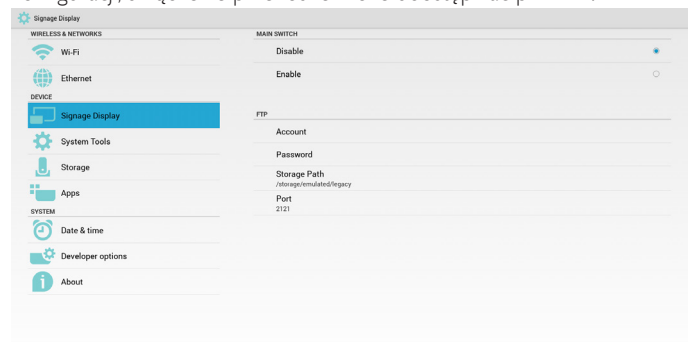 Signage Display
WIRELESS & NETWORKS
Wi-Fi
Ethernet
DEVICE
Signage Display
System Tools
Storage
Apps
SYSTEM
Date & time
Developer options
About
MAIN SWITCH
Disable
Enable
FTP
Account
Password
Storage Path
/storage/emulated/legacy
Port
2121